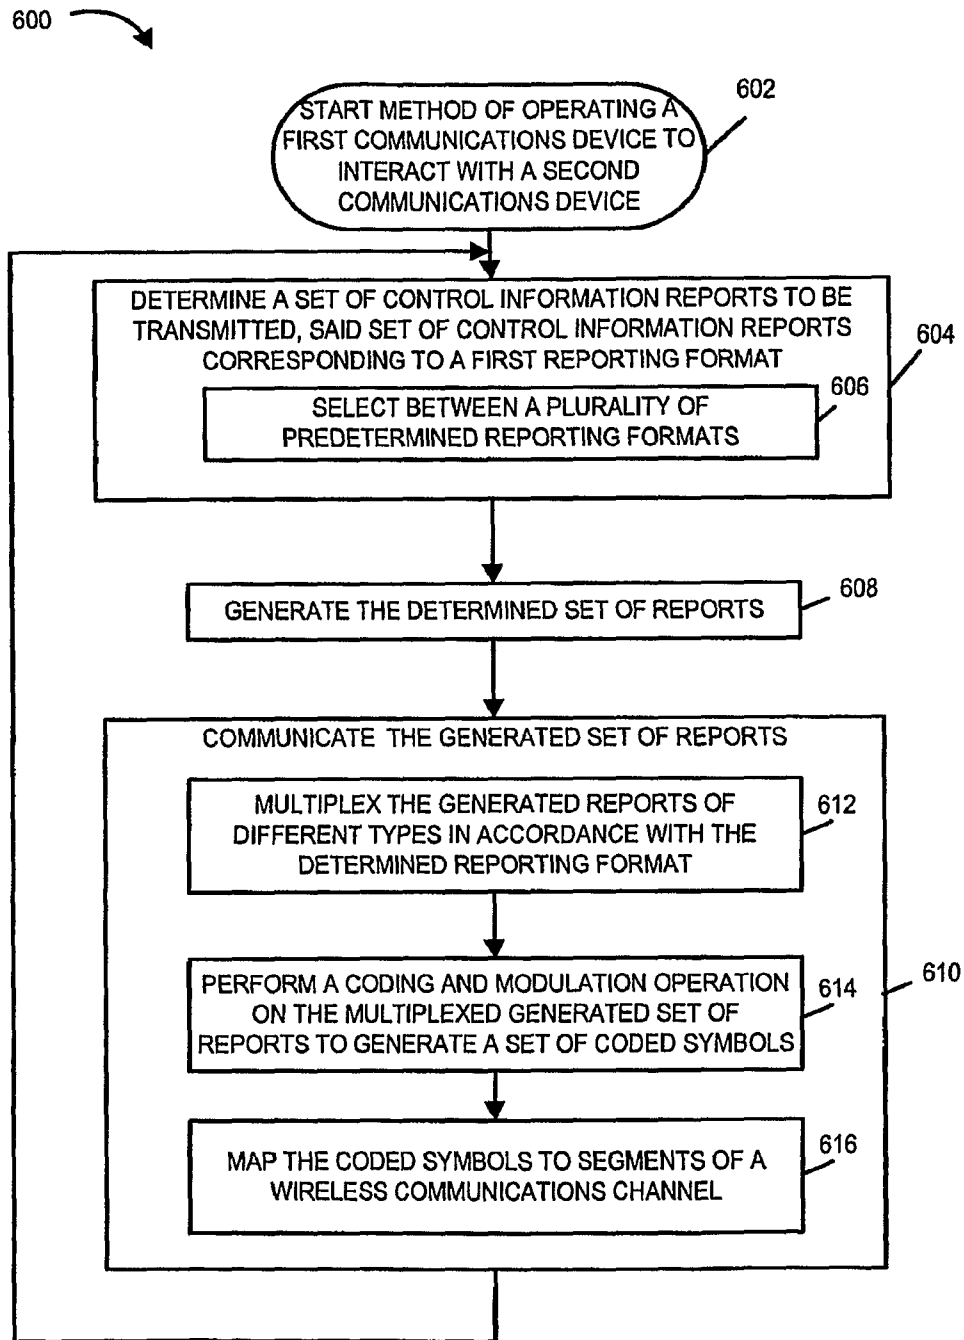 600
602
START METHOD OF OPERATING A
FIRST COMMUNICATIONS DEVICE TO
INTERACT WITH A SECOND
COMMUNICATIONS DEVICE
DETERMINE A SET OF CONTROL INFORMATION REPORTS TO BE
TRANSMITTED, SAID SET OF CONTROL INFORMATION REPORTS
CORRESPONDING TO A FIRST REPORTING FORMAT
604
606
SELECT BETWEEN A PLURALITY OF
PREDETERMINED REPORTING FORMATS
608
GENERATE THE DETERMINED SET OF REPORTS
COMMUNICATE THE GENERATED SET OF REPORTS
MULTIPLEX THE GENERATED REPORTS OF
DIFFERENT TYPES IN ACCORDANCE WITH THE
DETERMINED REPORTING FORMAT
612
PERFORM A CODING AND MODULATION OPERATION
ON THE MULTIPLEXED GENERATED SET OF
REPORTS TO GENERATE A SET OF CODED SYMBOLS
614
610
MAP THE CODED SYMBOLS TO SEGMENTS OF A
WIRELESS COMMUNICATIONS CHANNEL
616